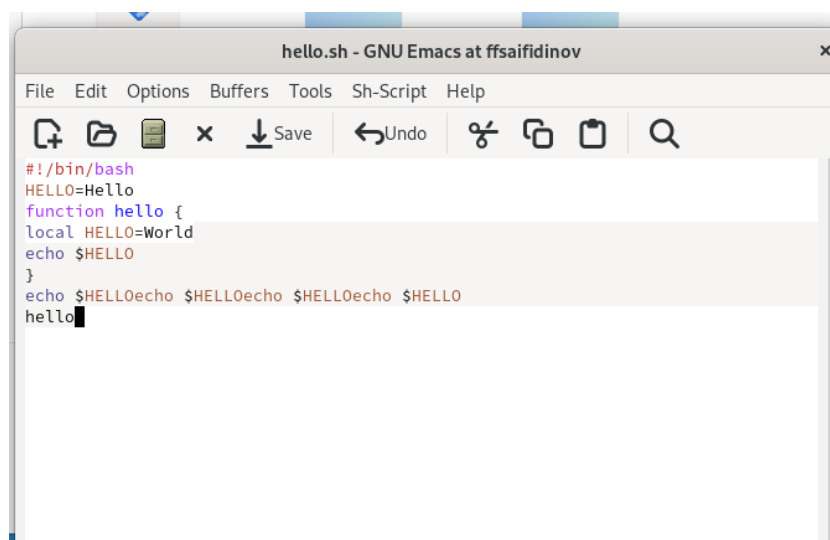 hello.sh - GNU Emacs at ffsaifidinov
File Edit Options Buffers Tools Sh-Script Help
Save Undo
#!/bin/bash
HELLO=Hello
function hello {
local HELLO=World
echo $HELLO
}
echo $HELLOecho $HELLOecho $HELLOecho $HELLO
hello